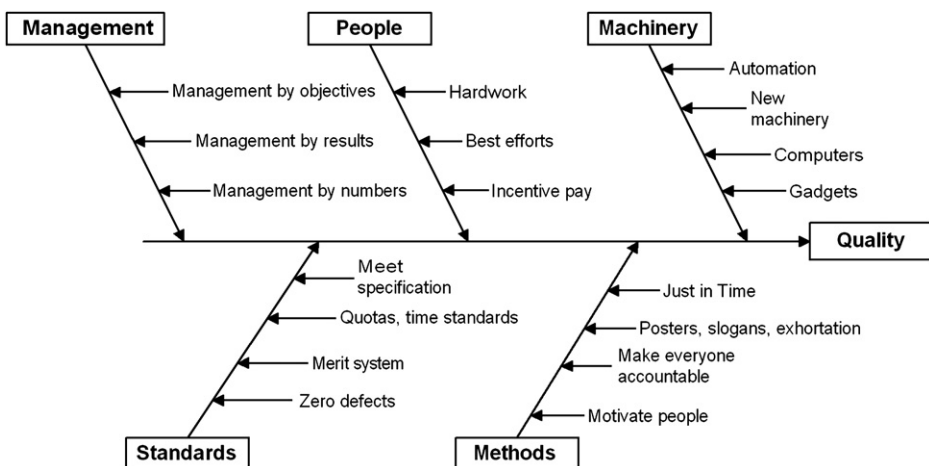 Management
People
Machinery
Management by objectives
Management by results
Management by numbers
Hardwork
Best efforts
Incentive pay
Automation
New
machinery
Computers
Gadgets
Quality
Meet
specification
Quotas, time standards
Merit system
Zero defects
Just in Time
Posters, slogans, exhortation
Make everyone
accountable
Motivate people
Standards
Methods